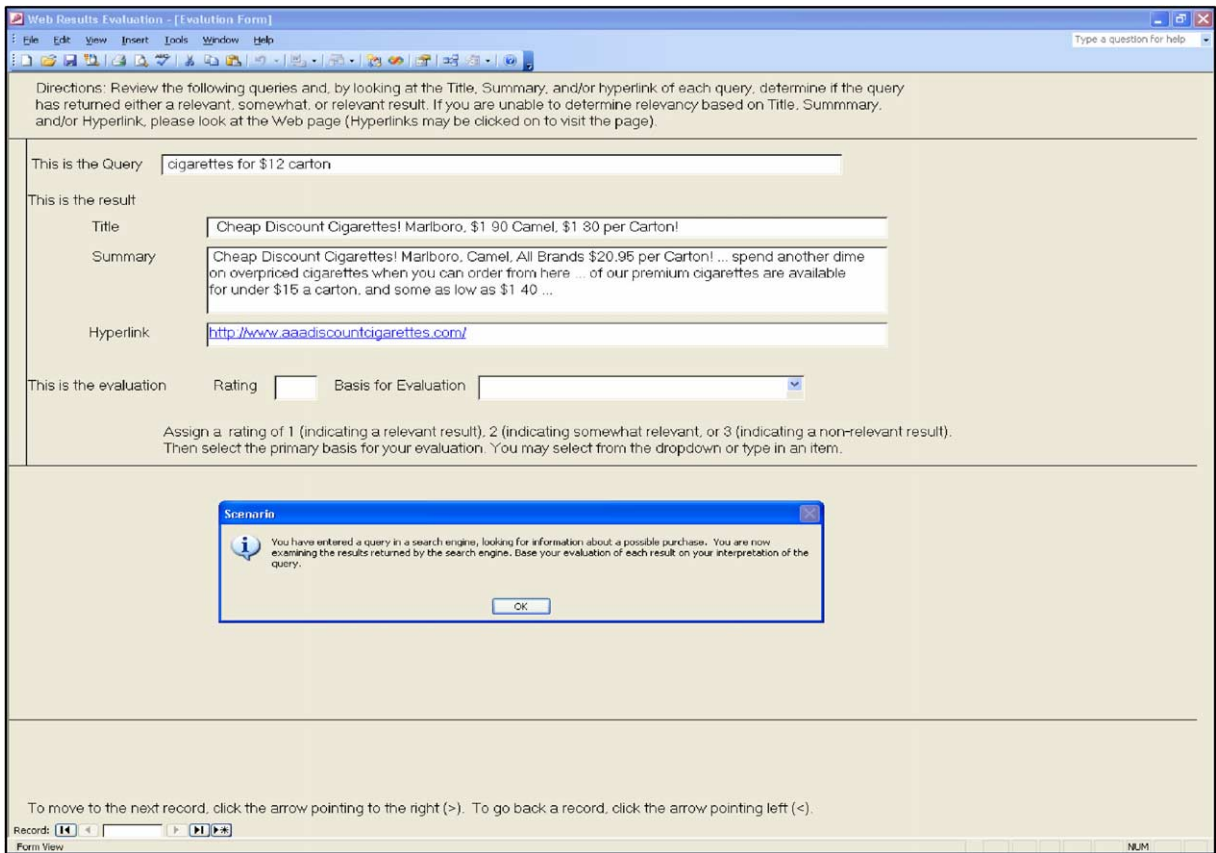 Web Results Evaluation - [Evalution Form]
File Edit View Insert Tools Window Help
Type a question for help
Directions: Review the following queries and, by looking at the Title, Summary, and/or hyperlink of each query, determine if the query
has returned either a relevant, somewhat, or relevant result. If you are unable to determine relevancy based on Title, Summmary,
and/or Hyperlink, please look at the Web page (Hyperlinks may be clicked on to visit the page).
This is the Query cigarettes for $12 carton
This is the result
Title Cheap Discount Cigarettes! Marlboro, $1 90 Camel, $1 30 per Carton!
Summary Cheap Discount Cigarettes! Marlboro, Camel, All Brands $20.95 per Carton! ... spend another dime
on overpriced cigarettes when you can order from here ... of our premium cigarettes are available
for under $15 a carton, and some as low as $1 40 ...
Hyperlink http://www.aaadiscountcigarettes.com/
This is the evaluation Rating Basis for Evaluation
Assign a rating of 1 (indicating a relevant result), 2 (indicating somewhat relevant, or 3 (indicating a non-relevant result).
Then select the primary basis for your evaluation. You may select from the dropdown or type in an item.
Scenario
You have entered a query in a search engine, looking for information about a possible purchase. You are now
examining the results returned by the search engine. Base your evaluation of each result on your interpretation of the
query.
OK
To move to the next record, click the arrow pointing to the right (>). To go back a record, click the arrow pointing left (<).
Record:
Form View NUM